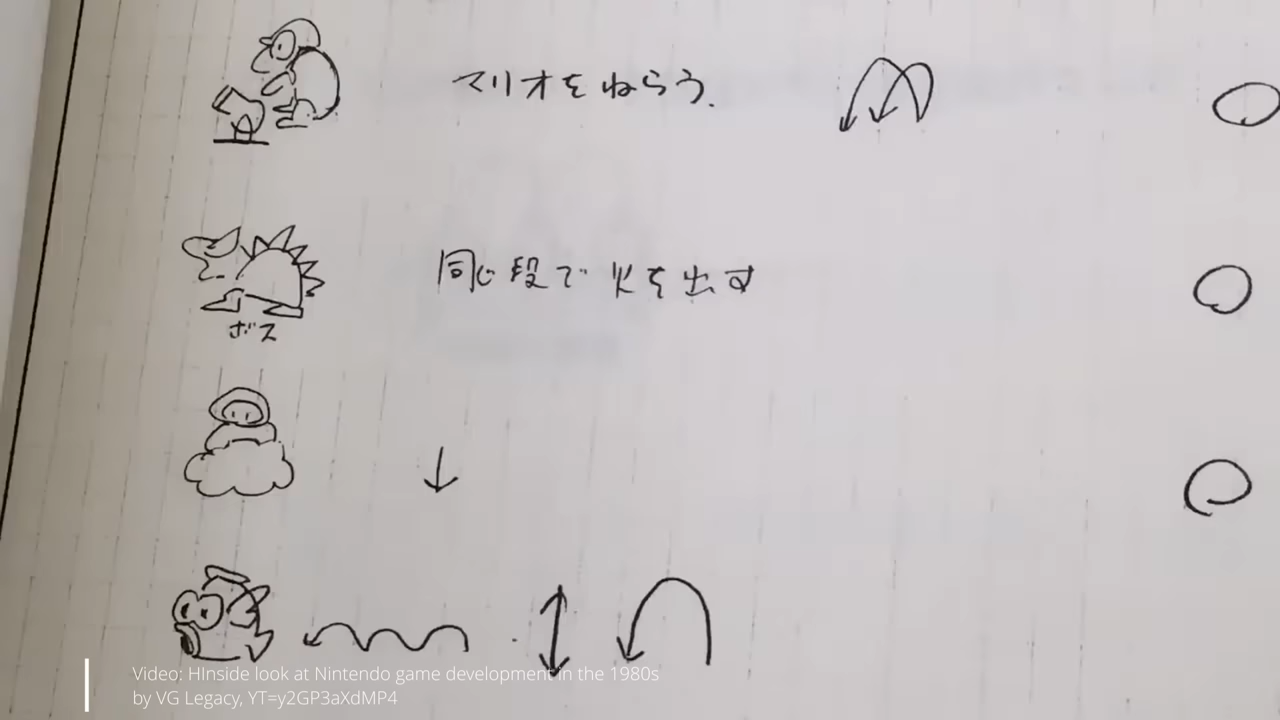 マリオをねらう.
同じ段で火を出す
ボス
Video: HInside look at Nintendo game development in the 1980s
by VG Legacy, YT=y2GP3aXdMP4